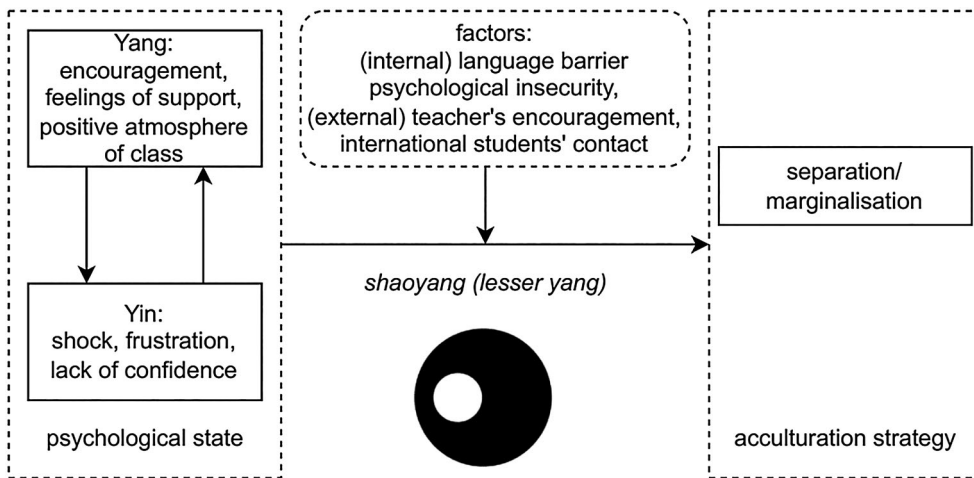 Yang:
encouragement,
feelings of support,
positive atmosphere
of class
Yin:
shock, frustration,
lack of confidence
psychological state
factors:
(internal) language barrier
psychological insecurity,
(external) teacher's encouragement,
international students' contact
shaoyang (lesser yang)
separation/
marginalisation
acculturation strategy